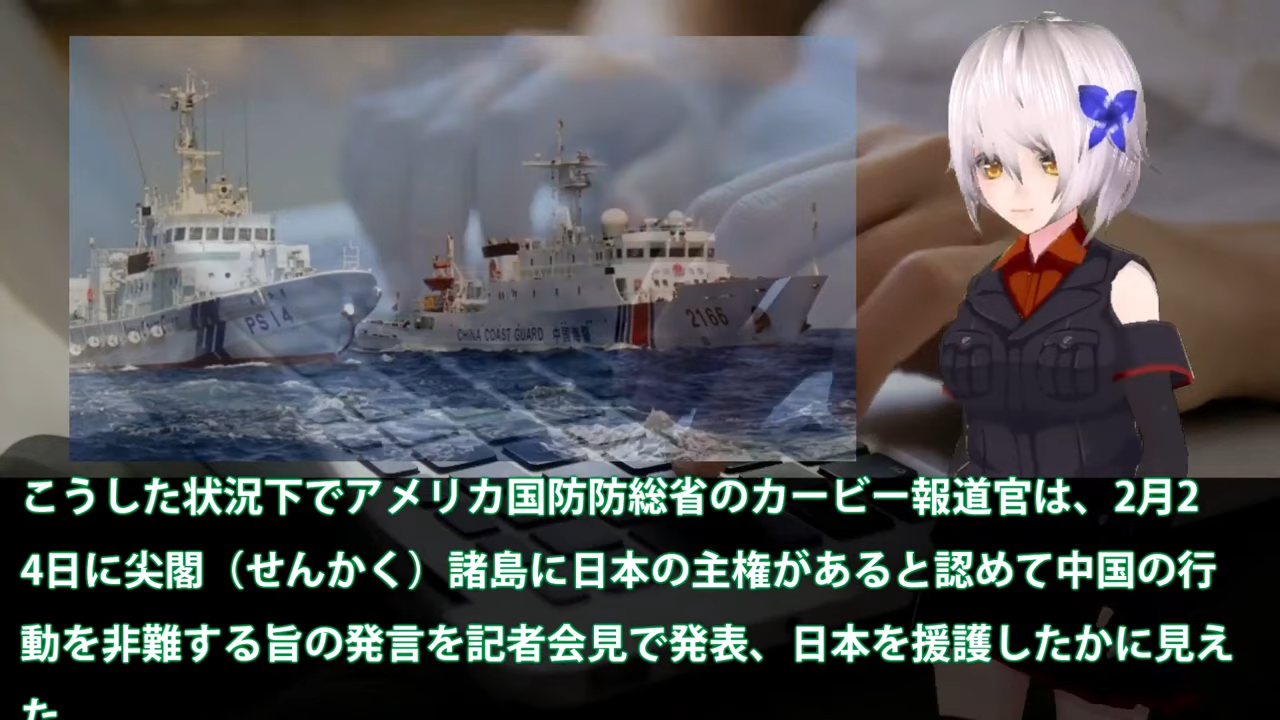 PS14
CHINA COAST GUARD 中国海警
2166
こうした状況下でアメリカ国防防総省のカービー報道官は、2月2
4日に尖閣（せんかく）諸島に日本の主権があると認めて中国の行
動を非難する旨の発言を記者会見で発表、日本を援護したかに見え
た